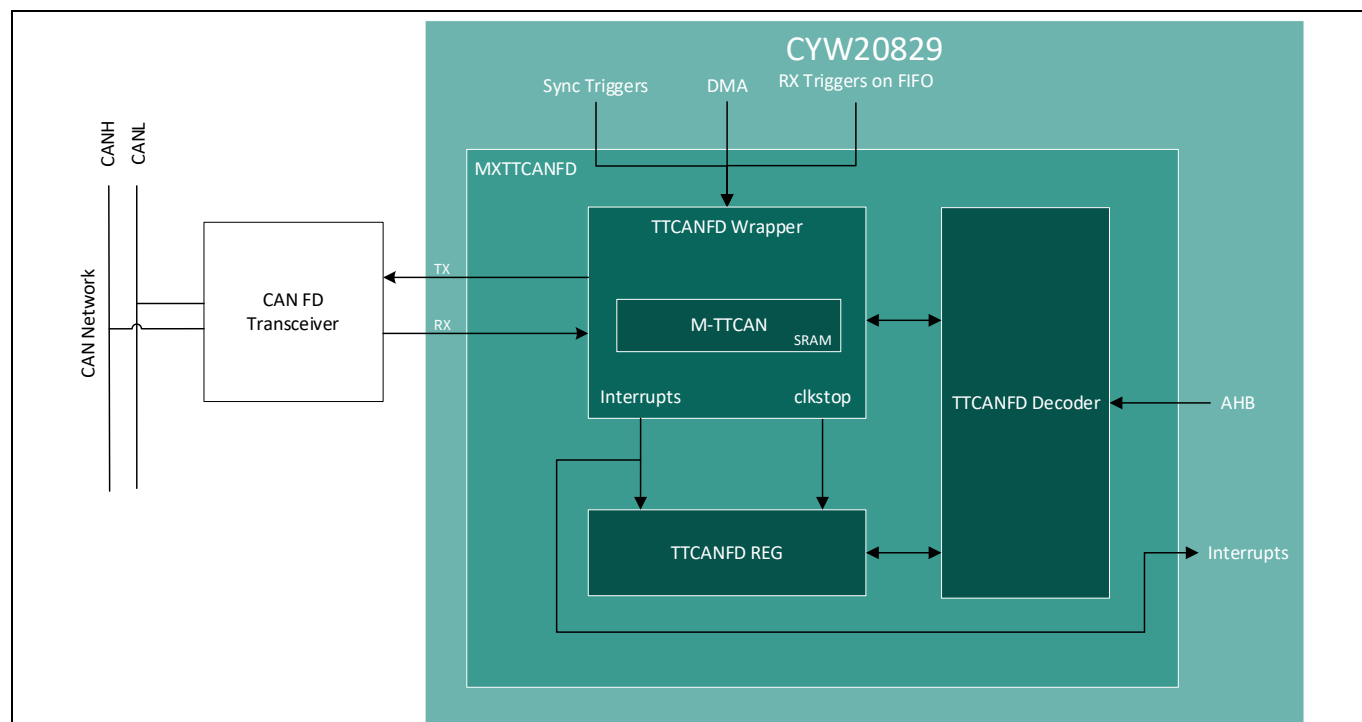 CYW20829
Sync Triggers
DMA
RX Triggers on FIFO
CANH
CANL
MXTTCANFD
TTCANFD Wrapper
TX
CAN FD
Transceiver
CAN Network
RX
M-TTCAN
SRAM
Interrupts
clkstop
TTCANFD Decoder
AHB
TTCANFD REG
Interrupts